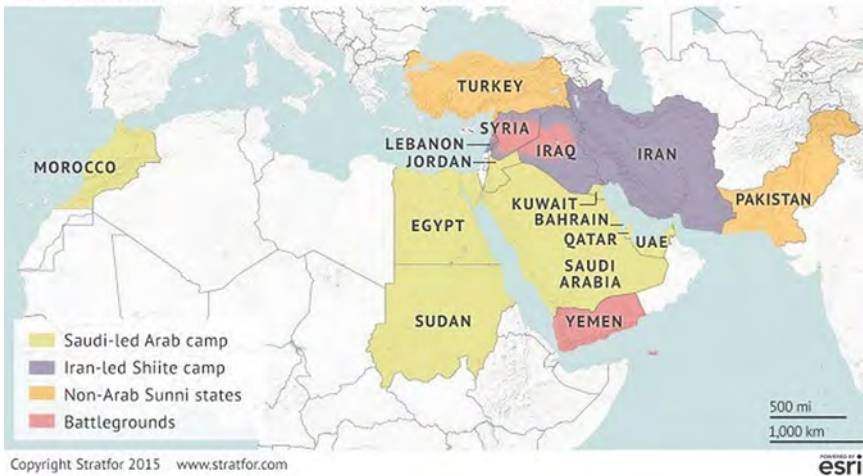 TURKEY
SYRIA
LEBANON
JORDAN
IRAQ
IRAN
MOROCCO
KUWAIT
BAHRAIN
QATAR
UAE
PAKISTAN
EGYPT
SAUDI
ARABIA
SUDAN
YEMEN
Saudi-led Arab camp
Iran-led Shiite camp
Non-Arab Sunni states
Battlegrounds
500 mi
1,000 km
Copyright Stratfor 2015 www.stratfor.com
POWERED BY
esri